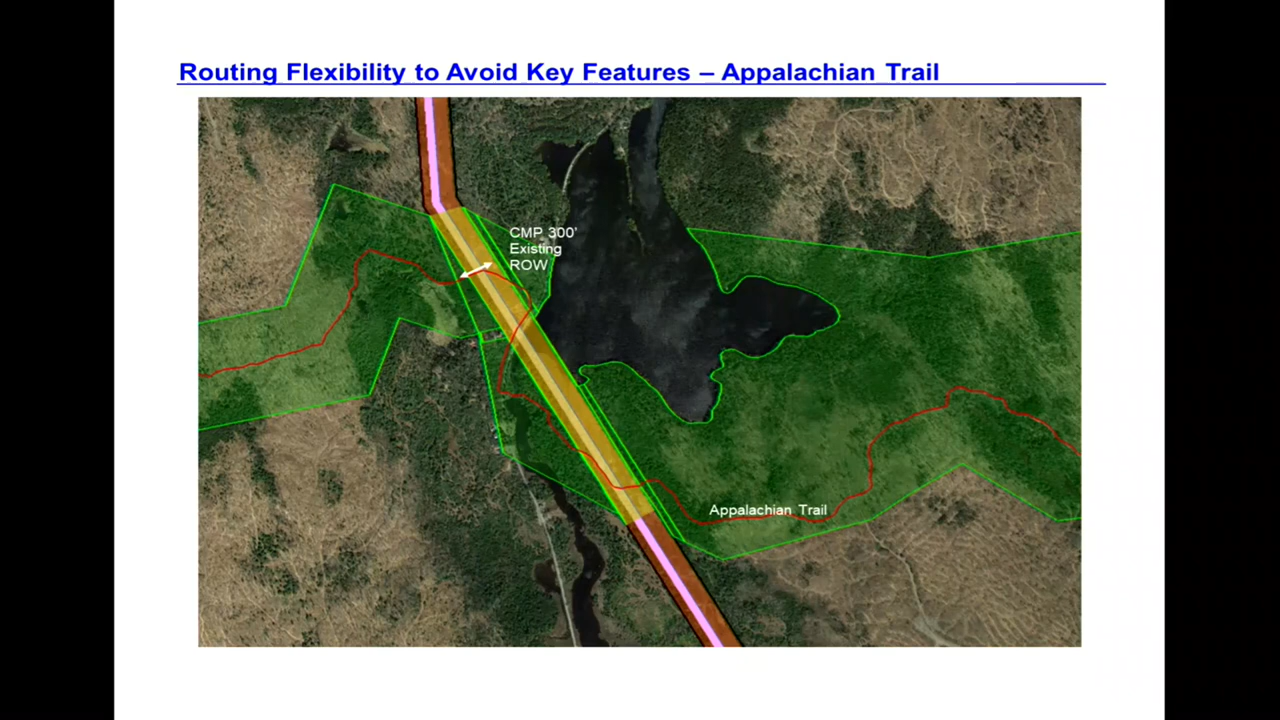 Routing Flexibility to Avoid Key Features – Appalachian Trail
CMP 300'
Existing
ROW
Appalachian Trail